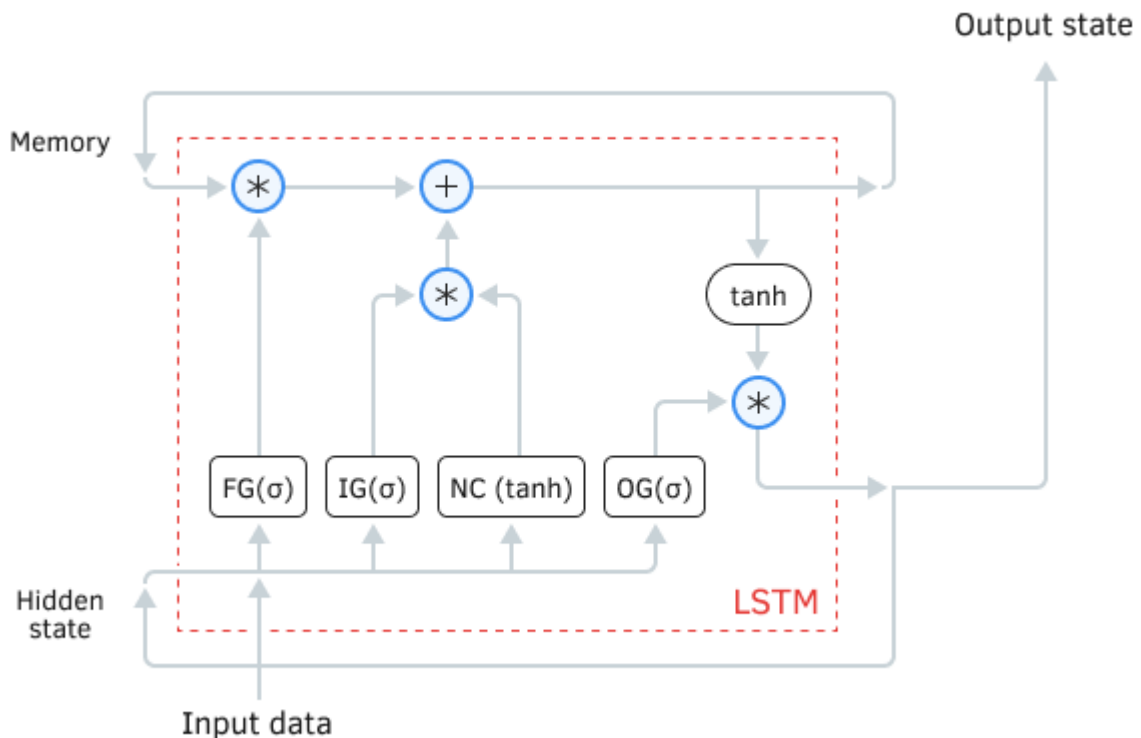 Output state
Memory
*
+
*
tanh
*
FG(σ)
IG(σ)
NC (tanh)
OG(σ)
Hidden
state
LSTM
Input data